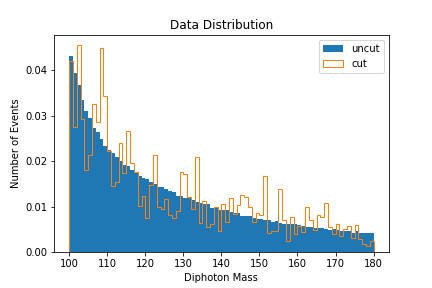 Data Distribution
uncut
cut
Number of Events
0.04
0.03
0.02
0.01
0.00
100
110
120
130
140
150
160
170
180
Diphoton Mass